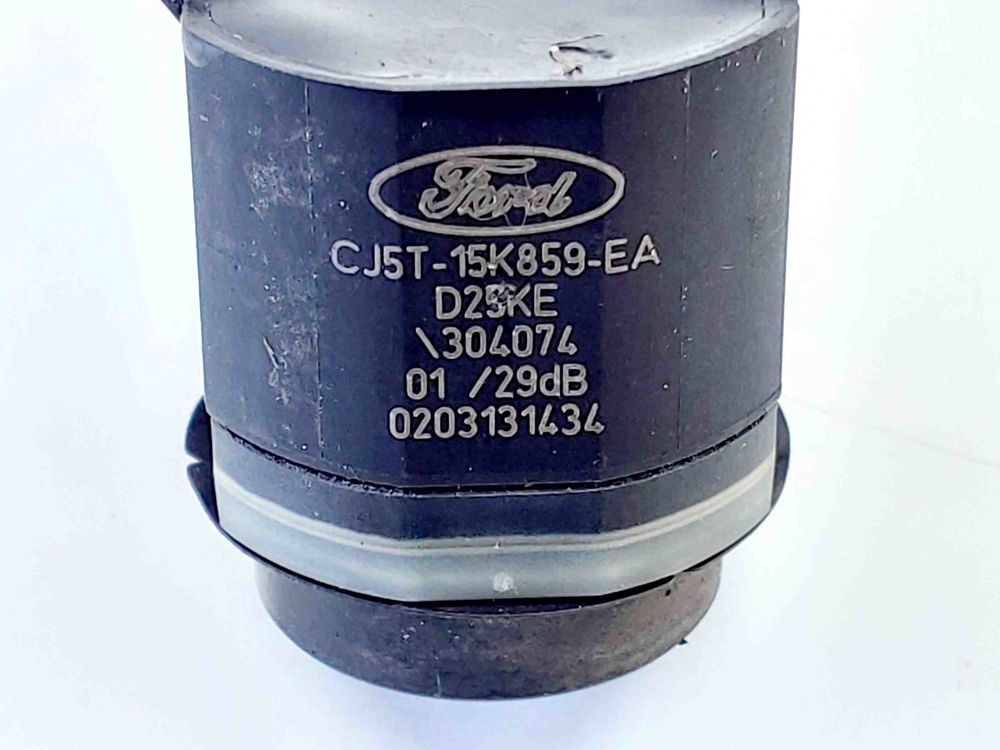 Ford
CJ5T-15K859-EA
D25KE
\304074
01 /29dB
0203131434